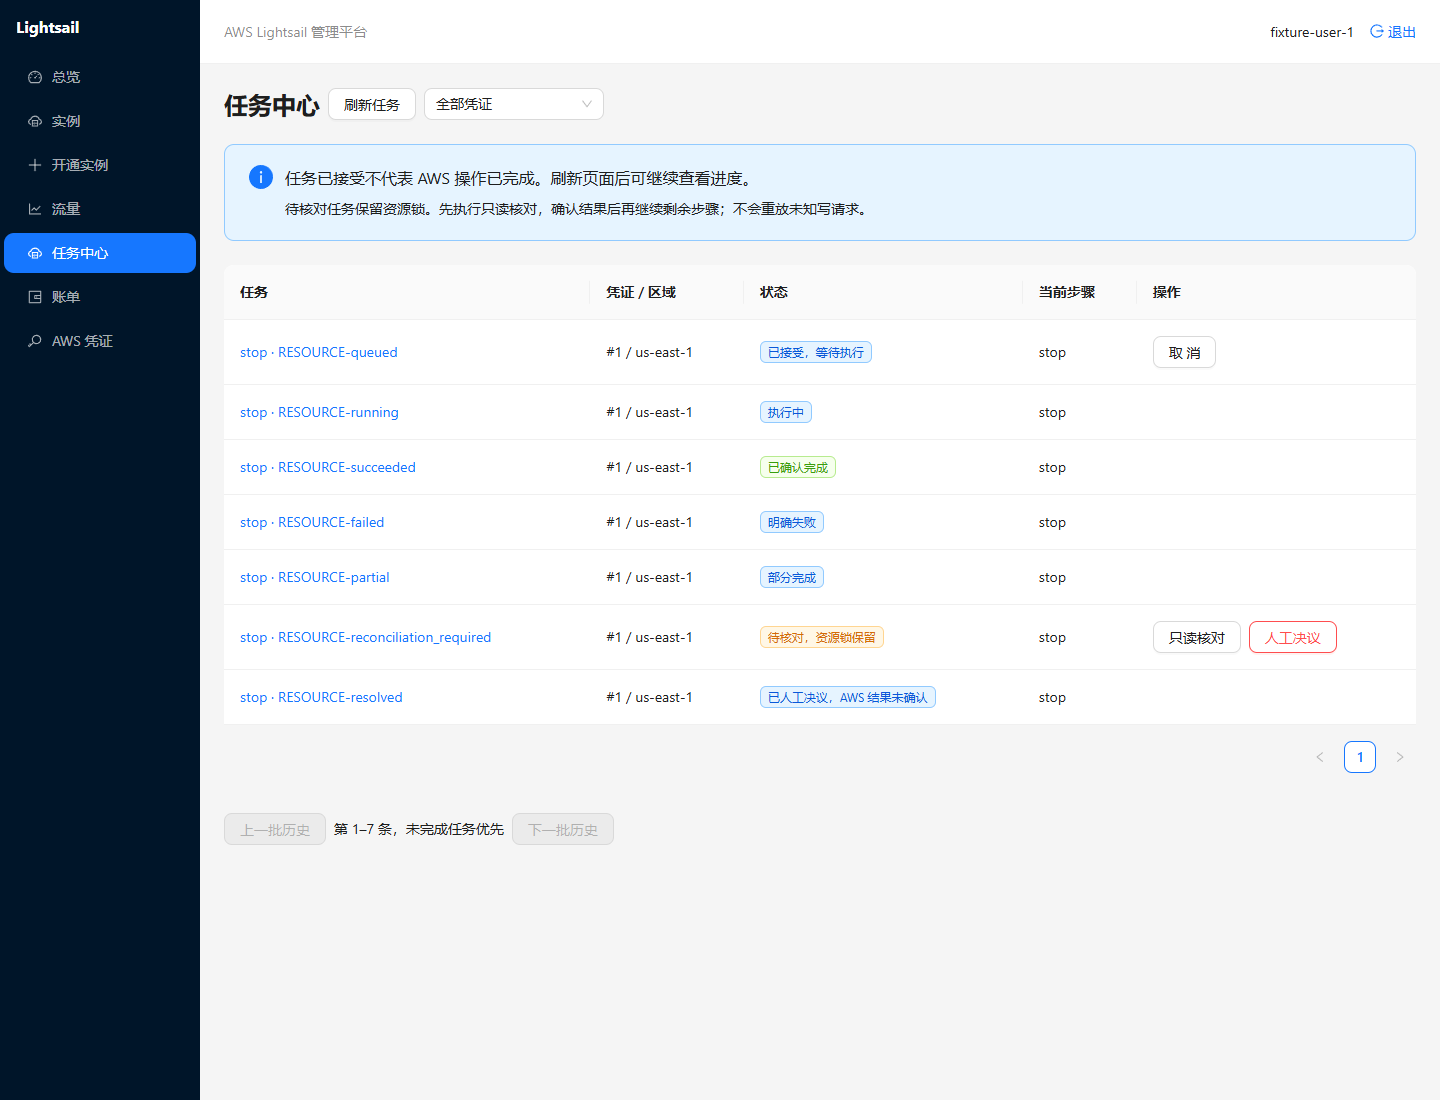 Lightsail
总览
实例
开通实例
流量
任务中心
账单
AWS 凭证
AWS Lightsail 管理平台
fixture-user-1 退出
任务中心 刷新任务 全部凭证
任务已接受不代表 AWS 操作已完成。刷新页面后可继续查看进度。
待核对任务保留资源锁。先执行只读核对，确认结果后再继续剩余步骤；不会重放未知写请求。
任务 凭证 / 区域 状态 当前步骤 操作
stop · RESOURCE-queued #1 / us-east-1 已接受，等待执行 stop 取 消
stop · RESOURCE-running #1 / us-east-1 执行中 stop
stop · RESOURCE-succeeded #1 / us-east-1 已确认完成 stop
stop · RESOURCE-failed #1 / us-east-1 明确失败 stop
stop · RESOURCE-partial #1 / us-east-1 部分完成 stop
stop · RESOURCE-reconciliation_required #1 / us-east-1 待核对，资源锁保留 stop 只读核对 人工决议
stop · RESOURCE-resolved #1 / us-east-1 已人工决议，AWS 结果未确认 stop
1
上一批历史 第 1–7 条，未完成任务优先 下一批历史